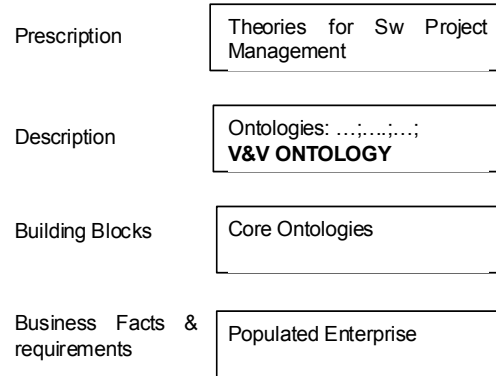 Prescription
Theories for Sw Project
Management
Description
Ontologies: …;….;…;
V&V ONTOLOGY
Building Blocks
Core Ontologies
Business Facts &
requirements
Populated Enterprise